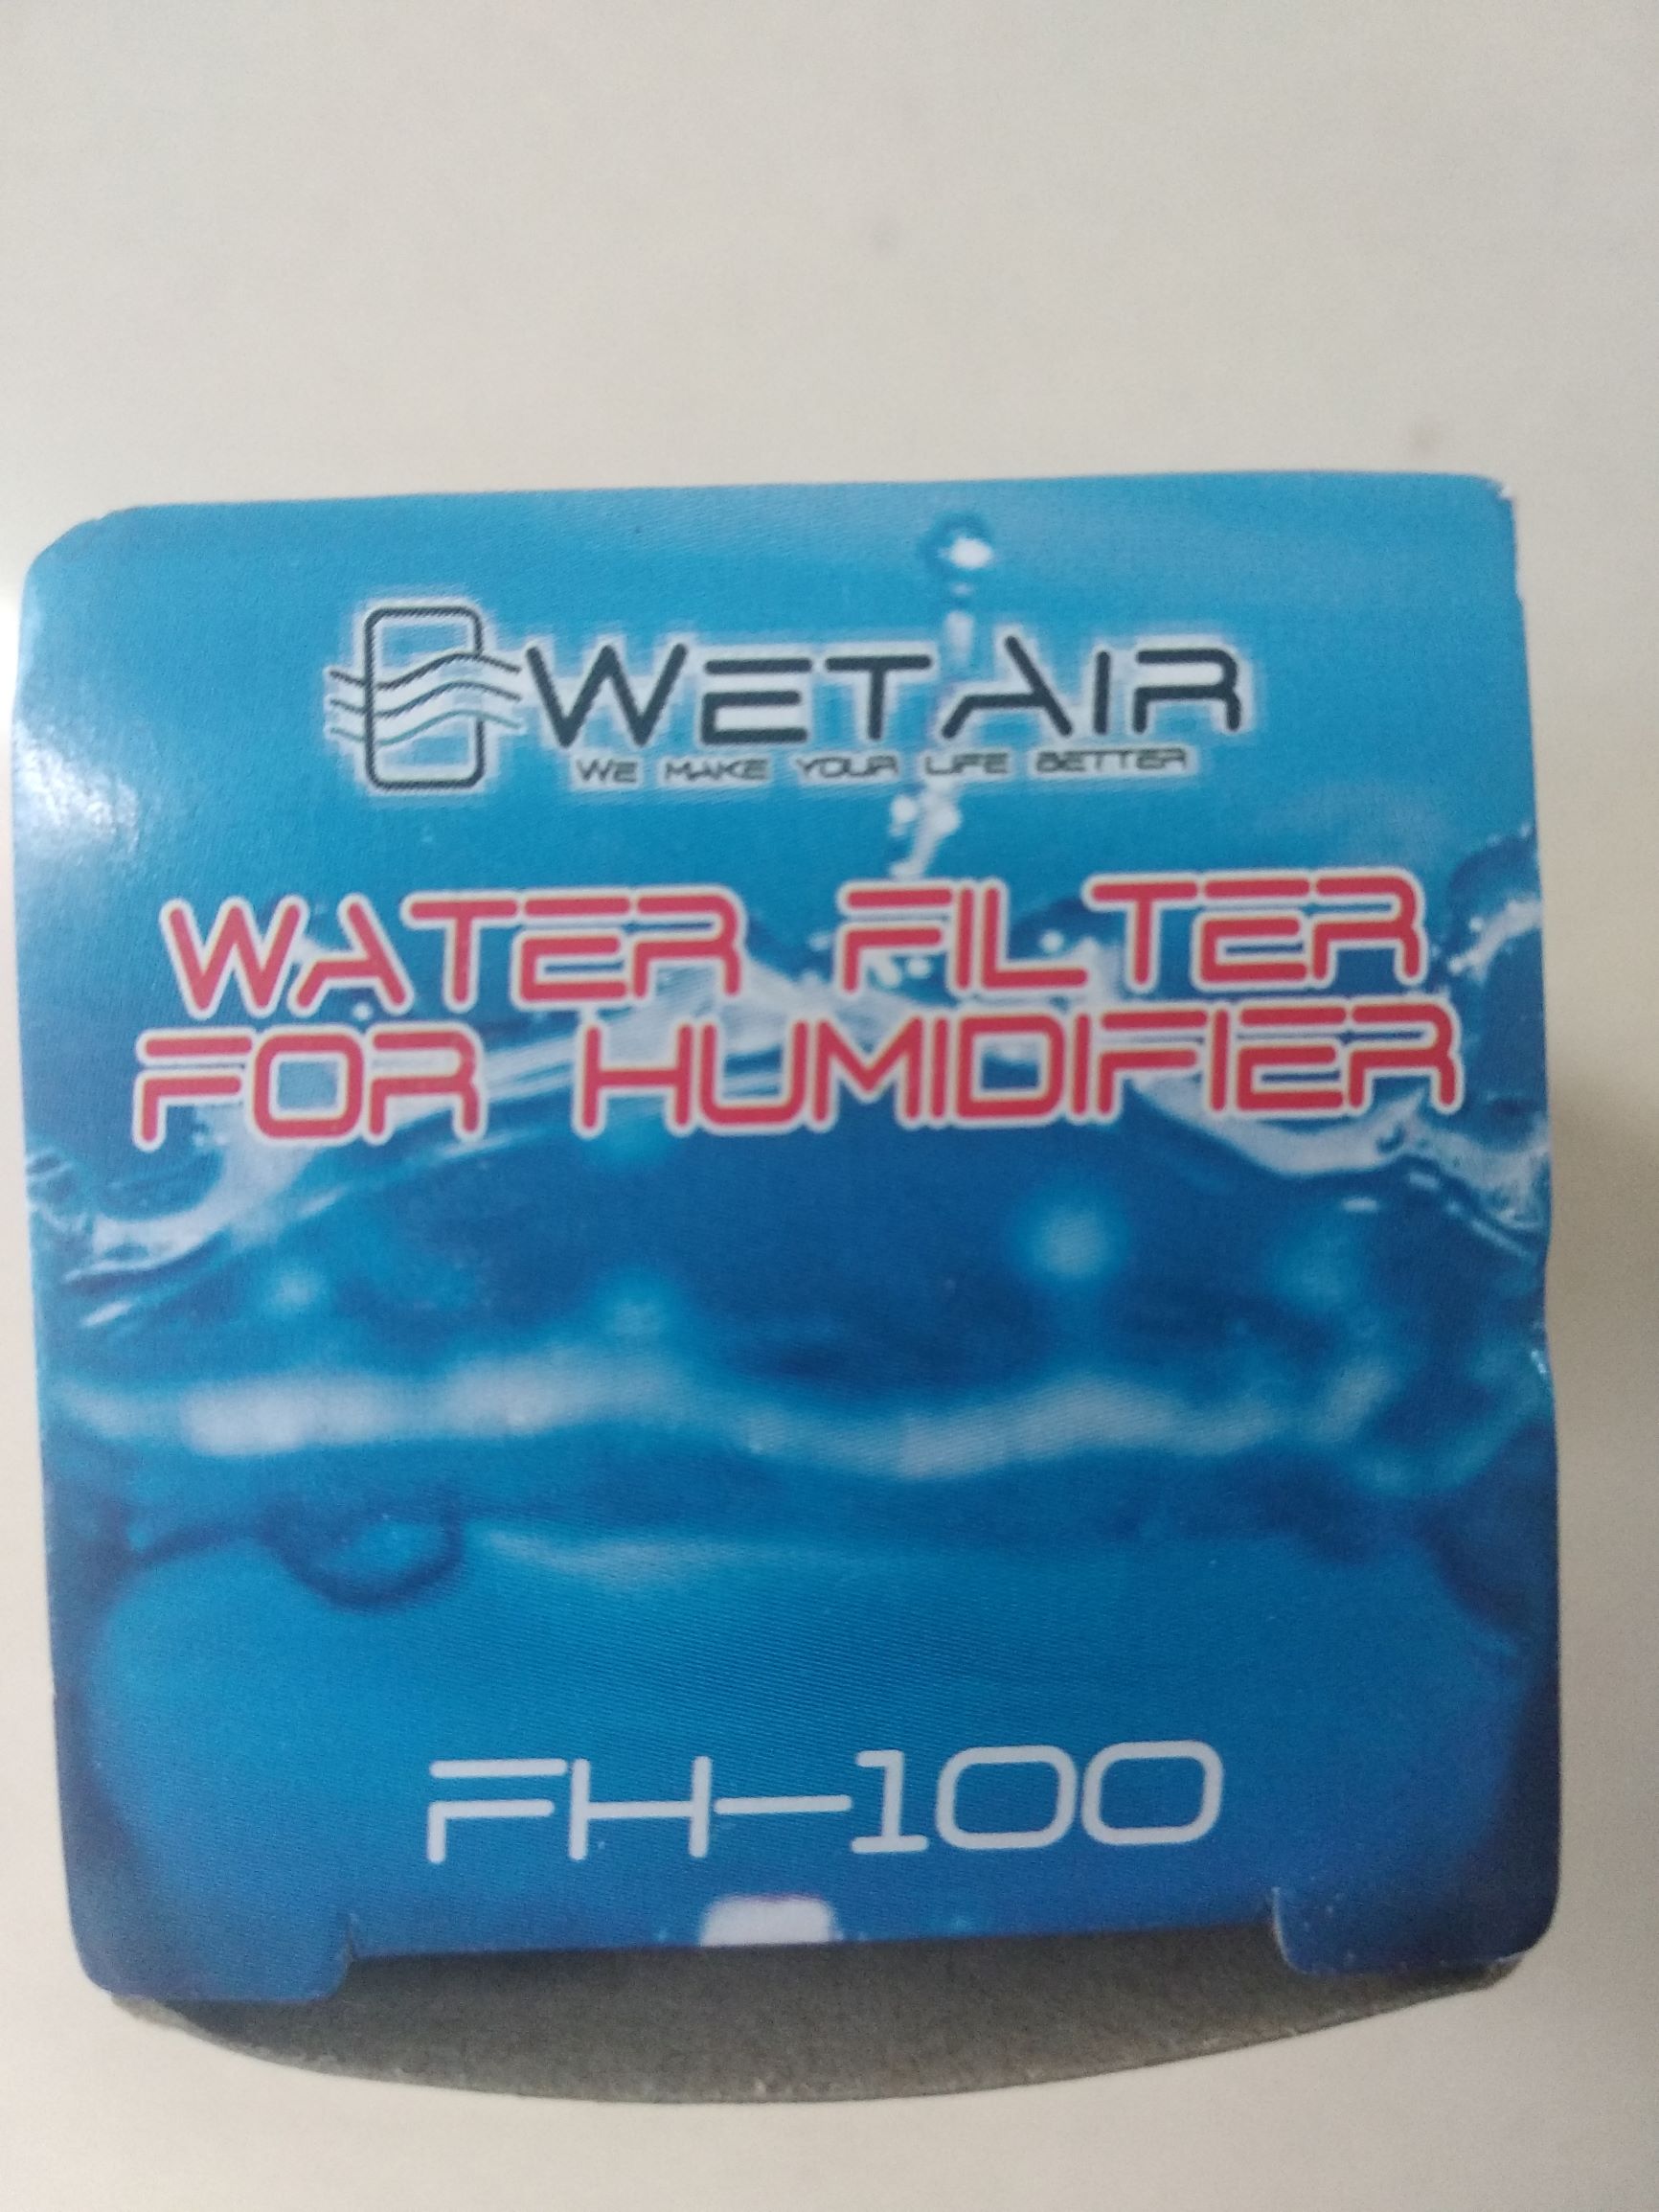 WETAIR
WE MAKE YOUR LIFE BETTER
WATER FILTER
FOR HUMIDIFIER
FH-100